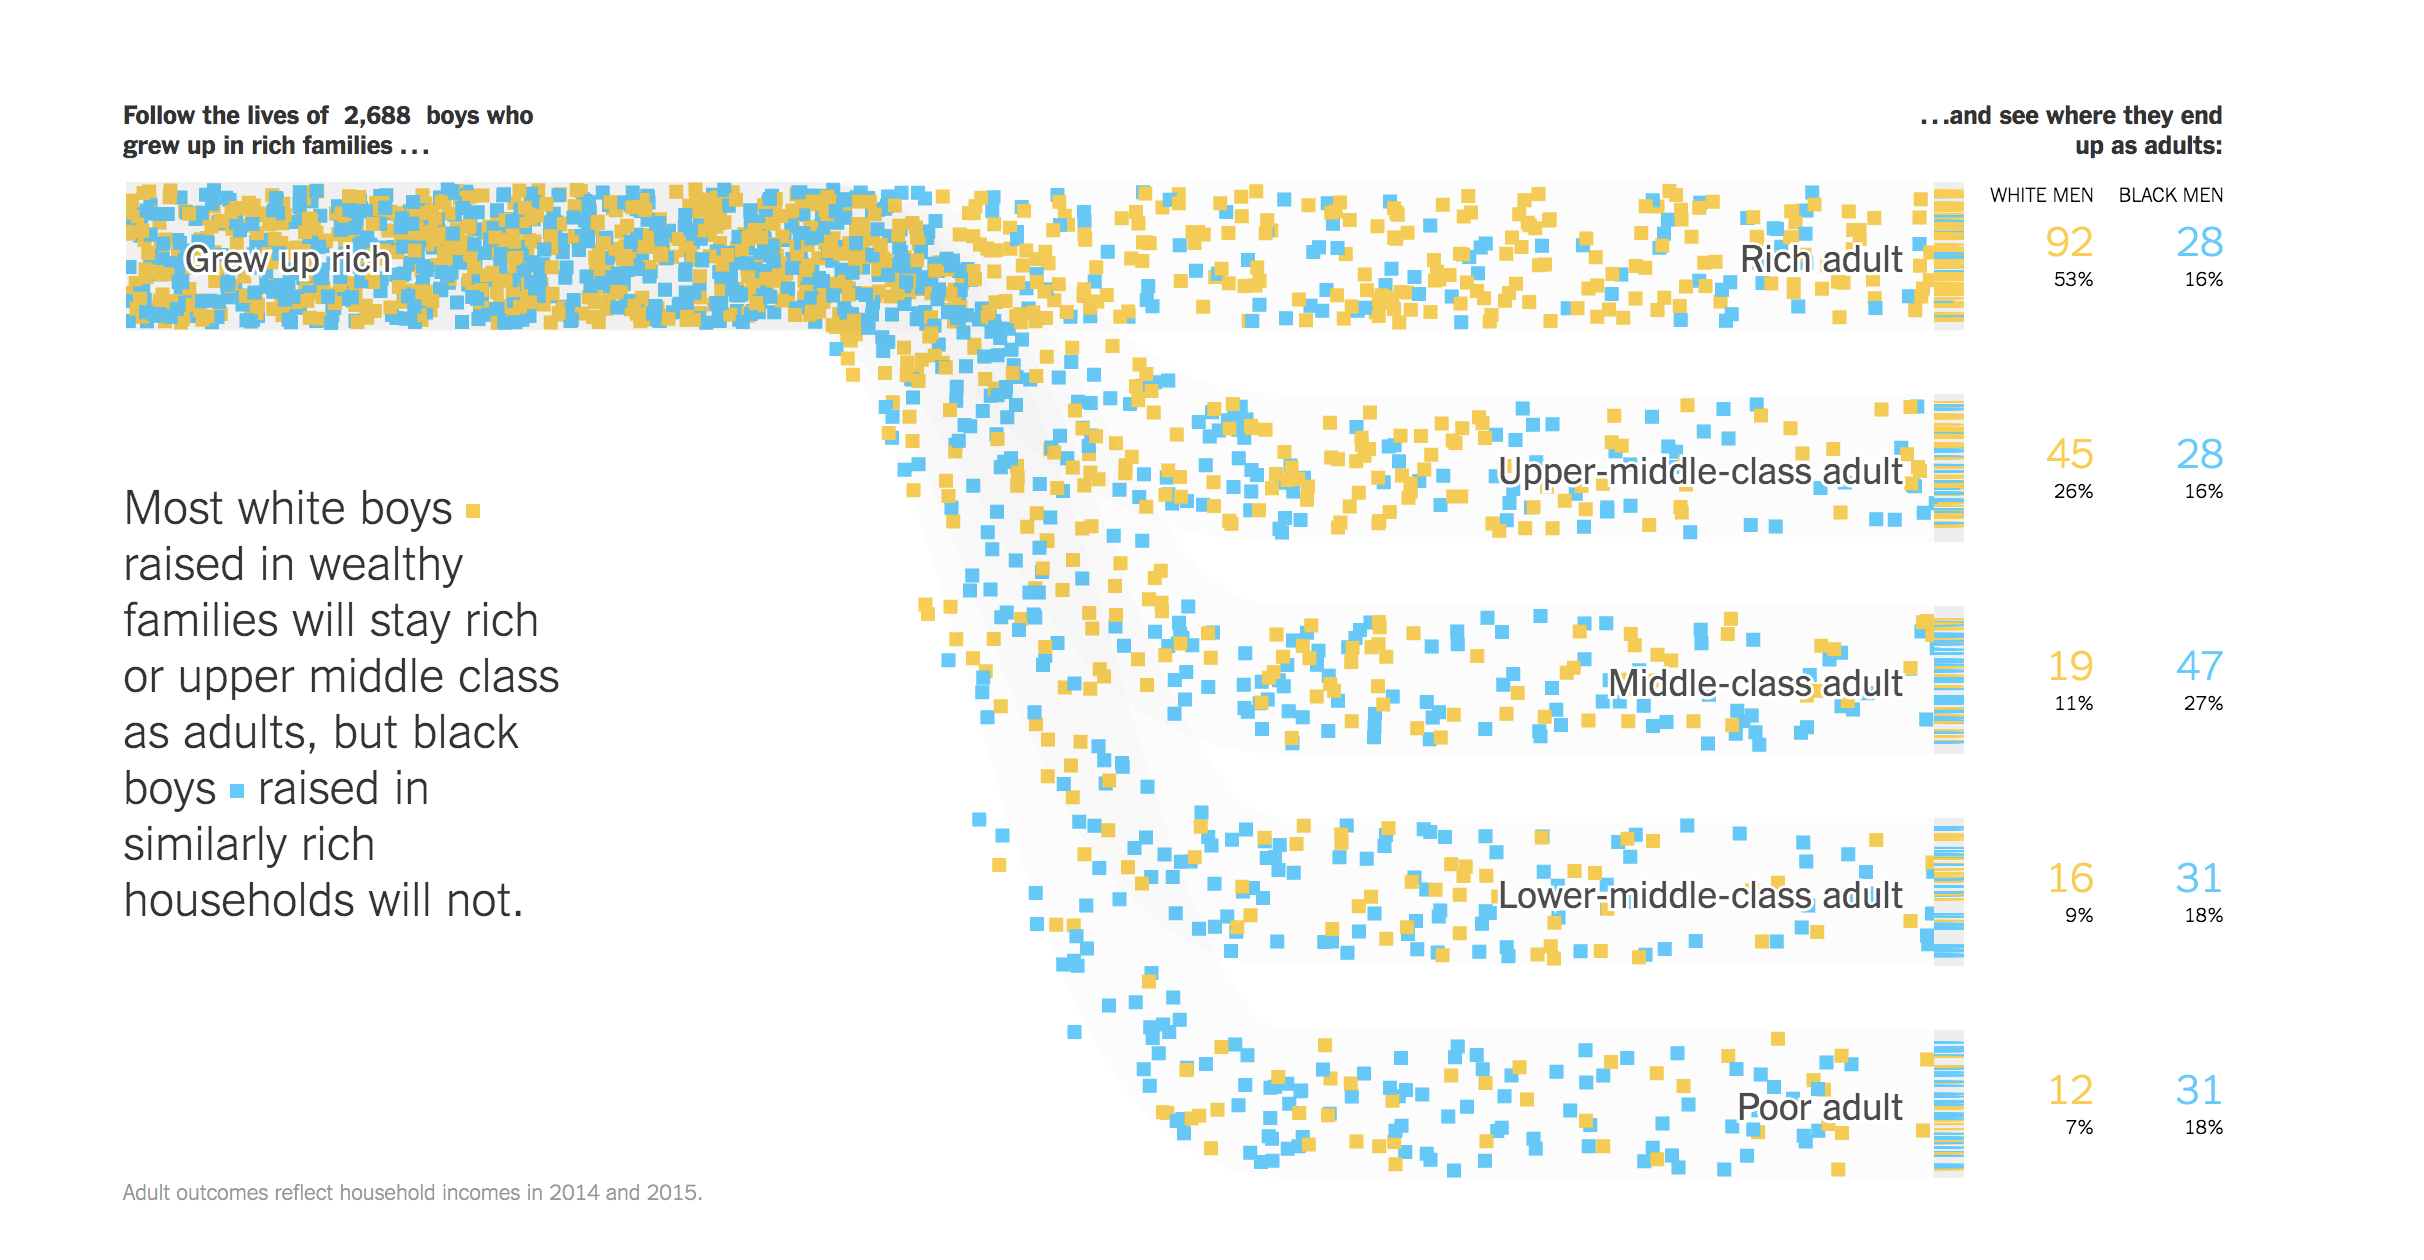 Follow the lives of 2,688 boys who
grew up in rich families . . .
. . .and see where they end
up as adults:
WHITE MEN BLACK MEN
Grew up rich
Rich adult
92 28
53% 16%
Upper-middle-class adult
45 28
26% 16%
Most white boys
raised in wealthy
families will stay rich
or upper middle class
as adults, but black
boys raised in
similarly rich
households will not.
Middle-class adult
19 47
11% 27%
Lower-middle-class adult
16 31
9% 18%
Poor adult
12 31
7% 18%
Adult outcomes reflect household incomes in 2014 and 2015.